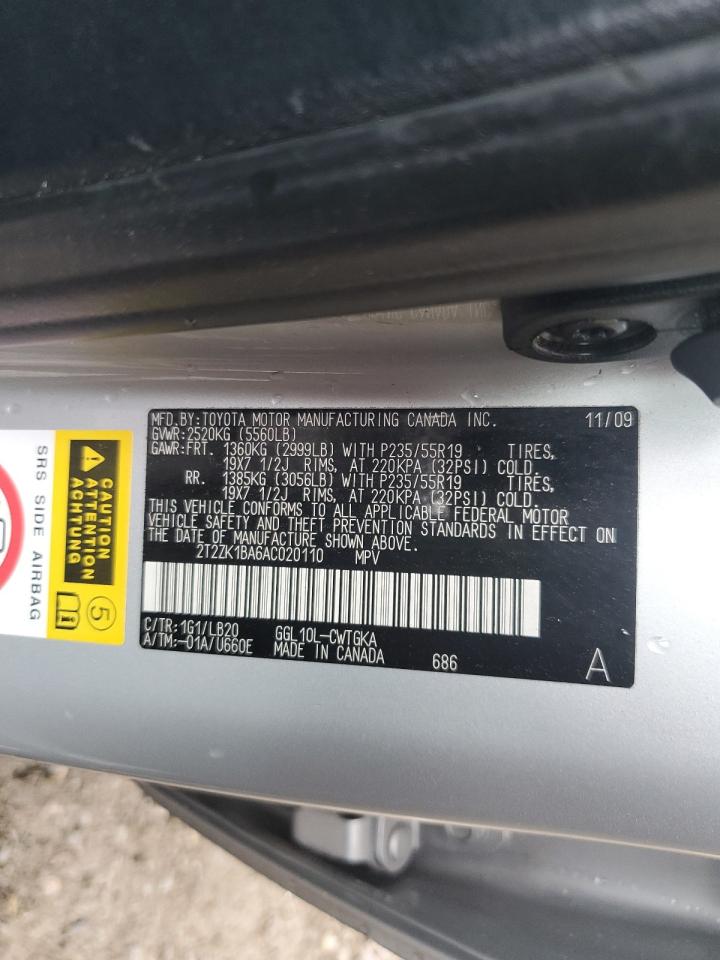 MFD.BY:TOYOTA MOTOR MANUFACTURING CANADA INC. 11/09
GVWR:2520KG (5560LB)
GAWR:FRT. 1360KG (2999LB) WITH P235/55R19 TIRES,
19X7 1/2J RIMS, AT 220KPA (32PSI) COLD.
RR. 1385KG (3056LB) WITH P235/55R19 TIRES,
19X7 1/2J RIMS, AT 220KPA (32PSI) COLD.
THIS VEHICLE CONFORMS TO ALL APPLICABLE FEDERAL MOTOR
VEHICLE SAFETY AND THEFT PREVENTION STANDARDS IN EFFECT ON
THE DATE OF MANUFACTURE SHOWN ABOVE.
2T2ZK1BA6AC020110 MPV
C/TR:1G1/LB20 GGL10L-CWTGKA
A/TM:-01A/U660E MADE IN CANADA 686 A
CAUTION
ATTENTION
ACHTUNG
5
SRS SIDE AIRBAG